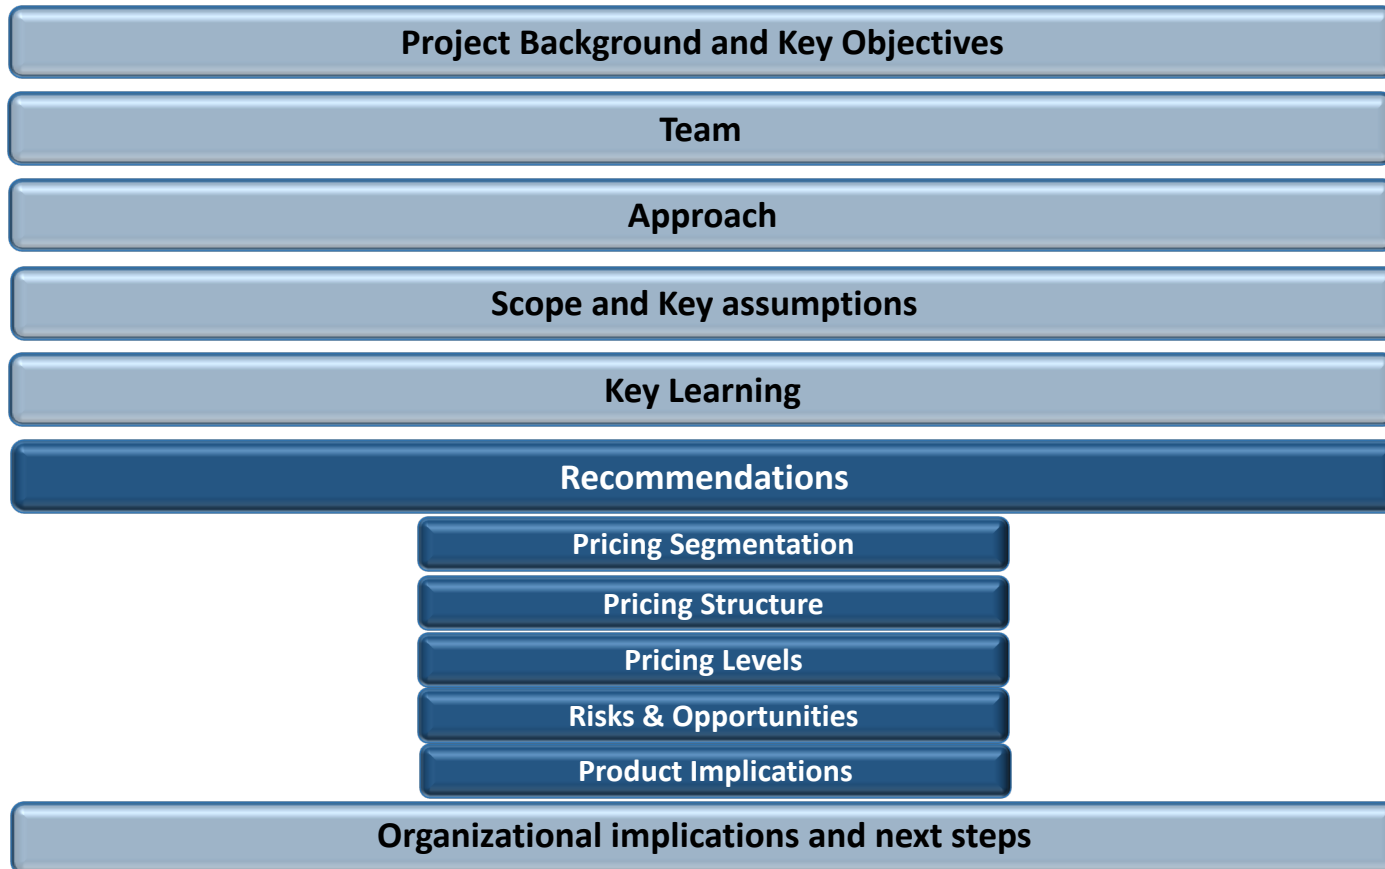 Project Background and Key Objectives
Team
Approach
Scope and Key assumptions
Key Learning
Recommendations
Pricing Segmentation
Pricing Structure
Pricing Levels
Risks & Opportunities
Product Implications
Organizational implications and next steps